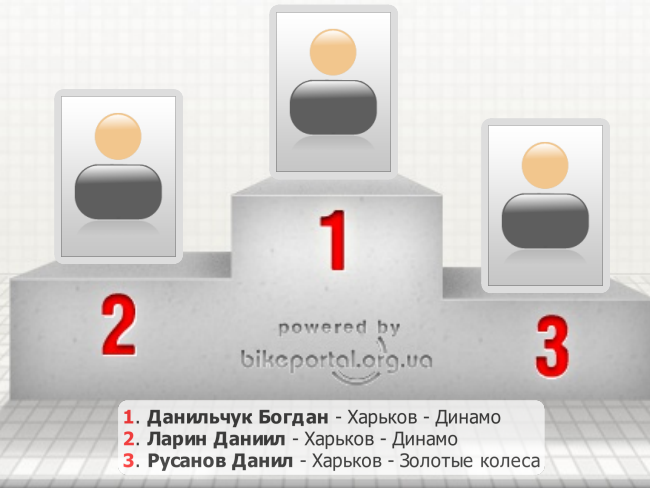 1
2
3
powered by
bikeportal.org.ua
1. Данильчук Богдан - Харьков - Динамо
2. Ларин Даниил - Харьков - Динамо
3. Русанов Данил - Харьков - Золотые колеса